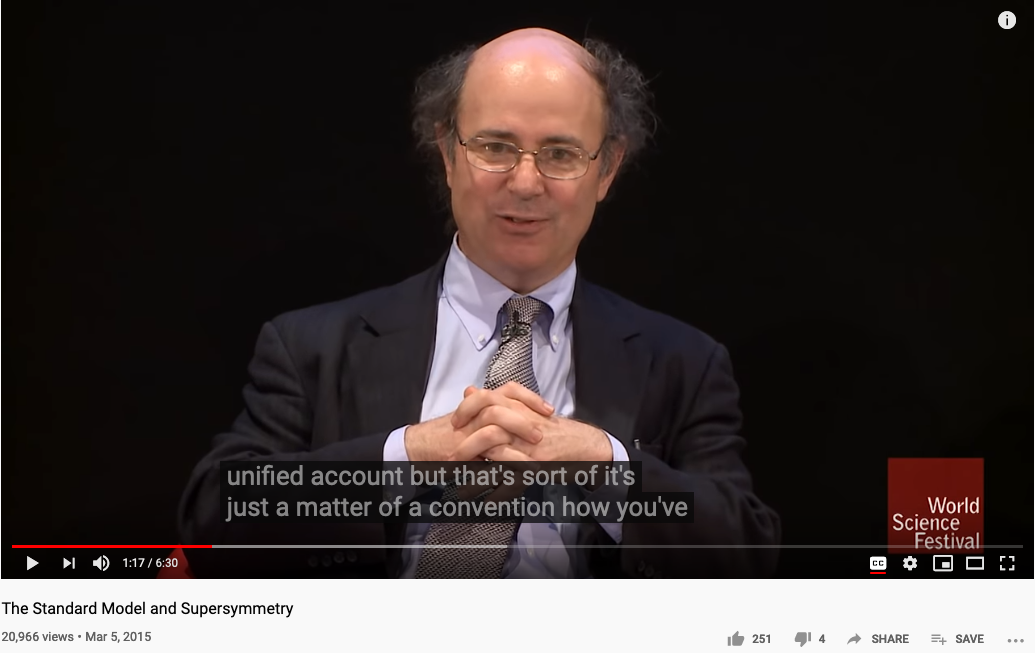 unified account but that's sort of it's
just a matter of a convention how you've
World
Science
Festival
1:17 / 6:30
CC
The Standard Model and Supersymmetry
20,966 views • Mar 5, 2015
251
4
SHARE
SAVE